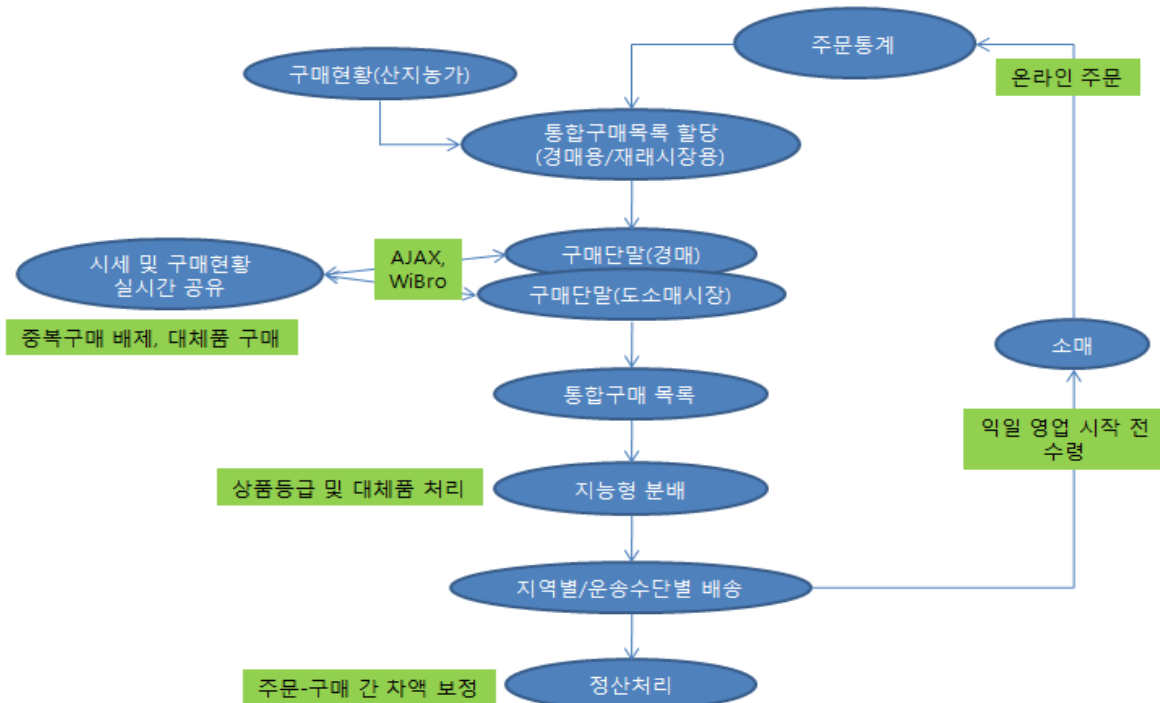 주문통계
구매현황(산지농가)
온라인 주문
통합구매목록 할당
(경매용/재래시장용)
시세 및 구매현황
실시간 공유
AJAX,
WiBro
구매단말(경매)
구매단말(도소매시장)
중복구매 배제, 대체품 구매
소매
통합구매 목록
익일 영업 시작 전
수령
상품등급 및 대체품 처리
지능형 분배
지역별/운송수단별 배송
주문-구매 간 차액 보정
정산처리